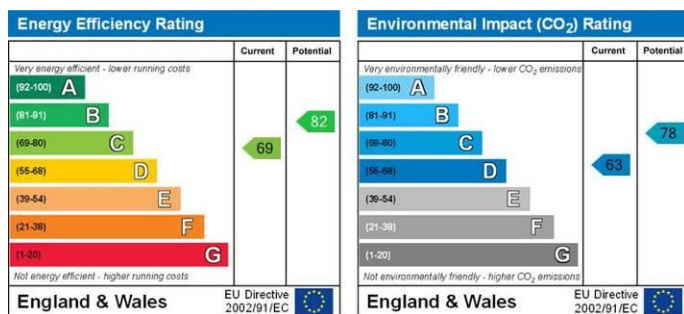 Energy Efficiency Rating
Current Potential
Very energy efficient - lower running costs
(92-100) A
(81-91) B
(69-80) C
(55-68) D
(39-54) E
(21-38) F
(1-20) G
69
82
Not energy efficient - higher running costs
England & Wales
EU Directive
2002/91/EC
Environmental Impact (CO₂) Rating
Current Potential
Very environmentally friendly - lower CO₂ emissions
(92-100) A
(81-91) B
(69-80) C
(55-68) D
(39-54) E
(21-38) F
(1-20) G
63
78
Not environmentally friendly - higher CO₂ emissions
England & Wales
EU Directive
2002/91/EC